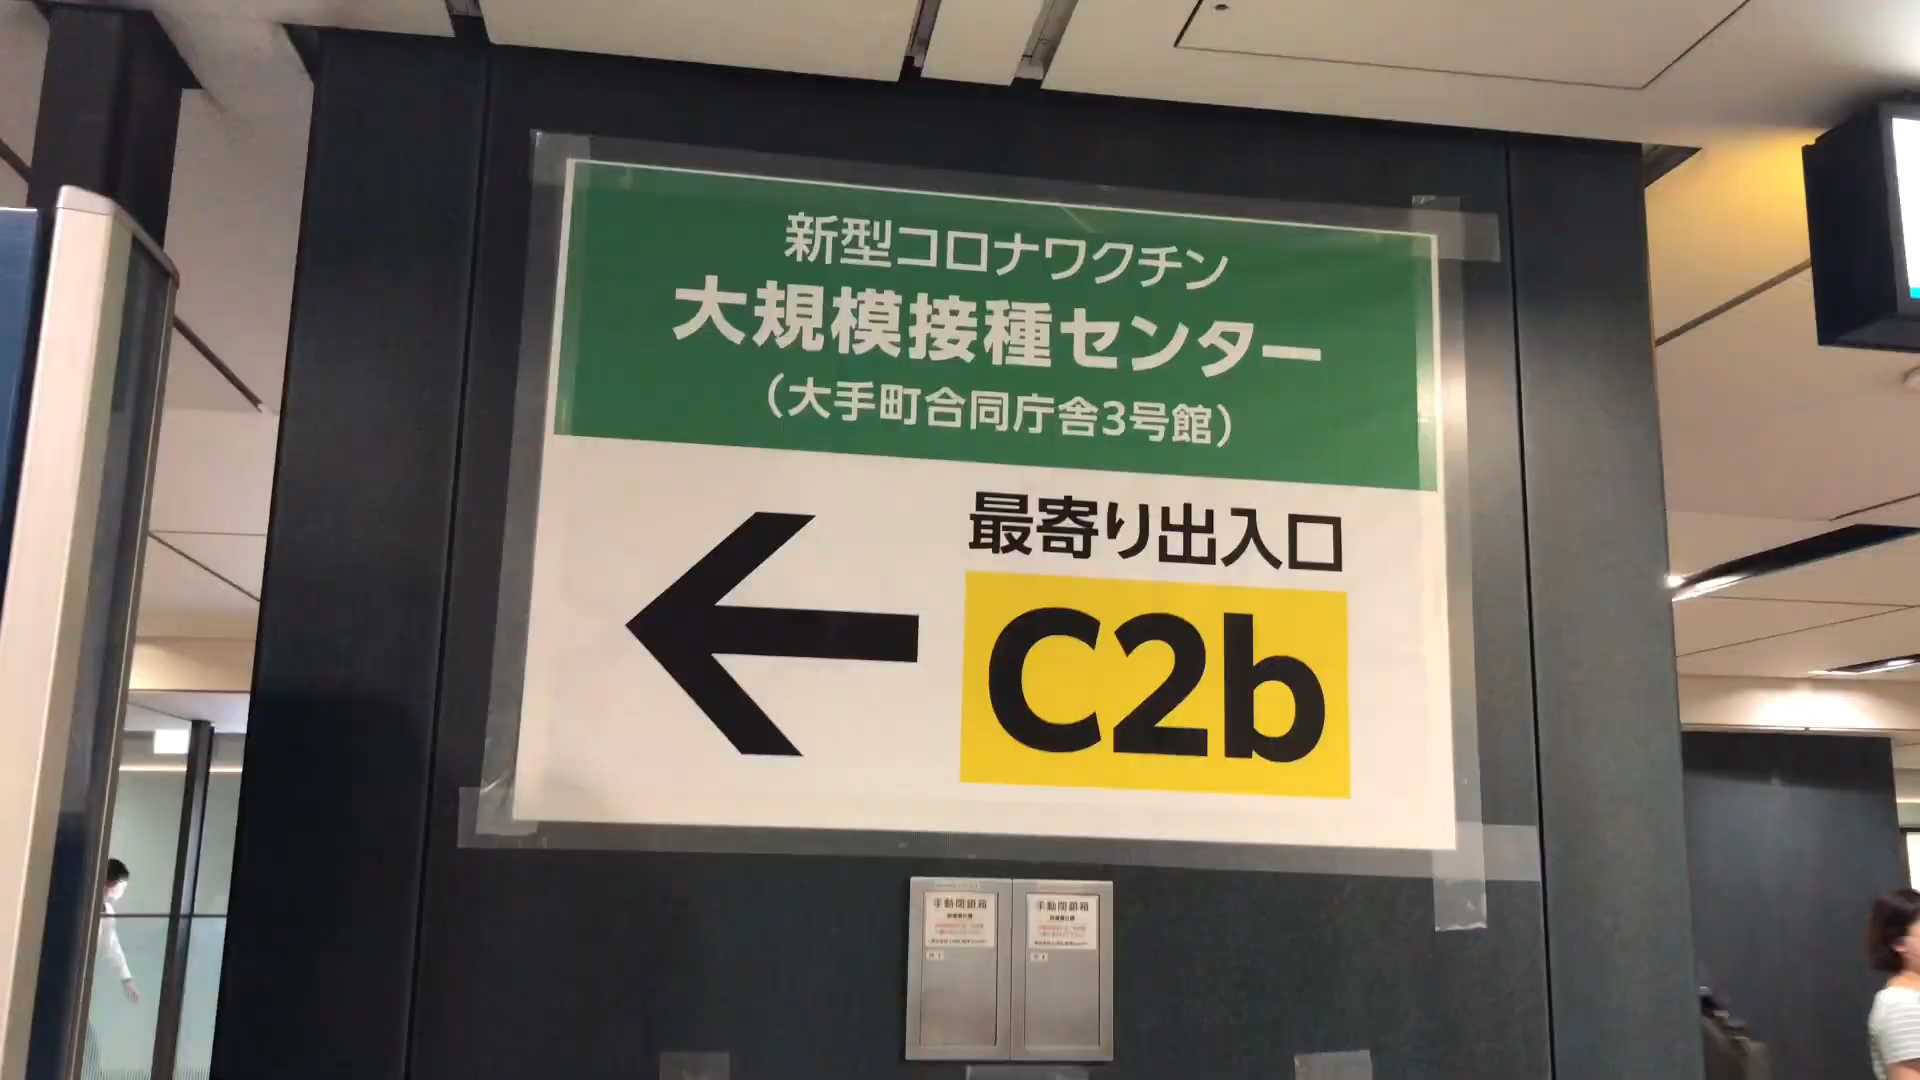 新型コロナワクチン
大規模接種センター
（大手町合同庁舎3号館）
最寄り出入口
C2b
手動閉鎖箱
手動閉鎖箱